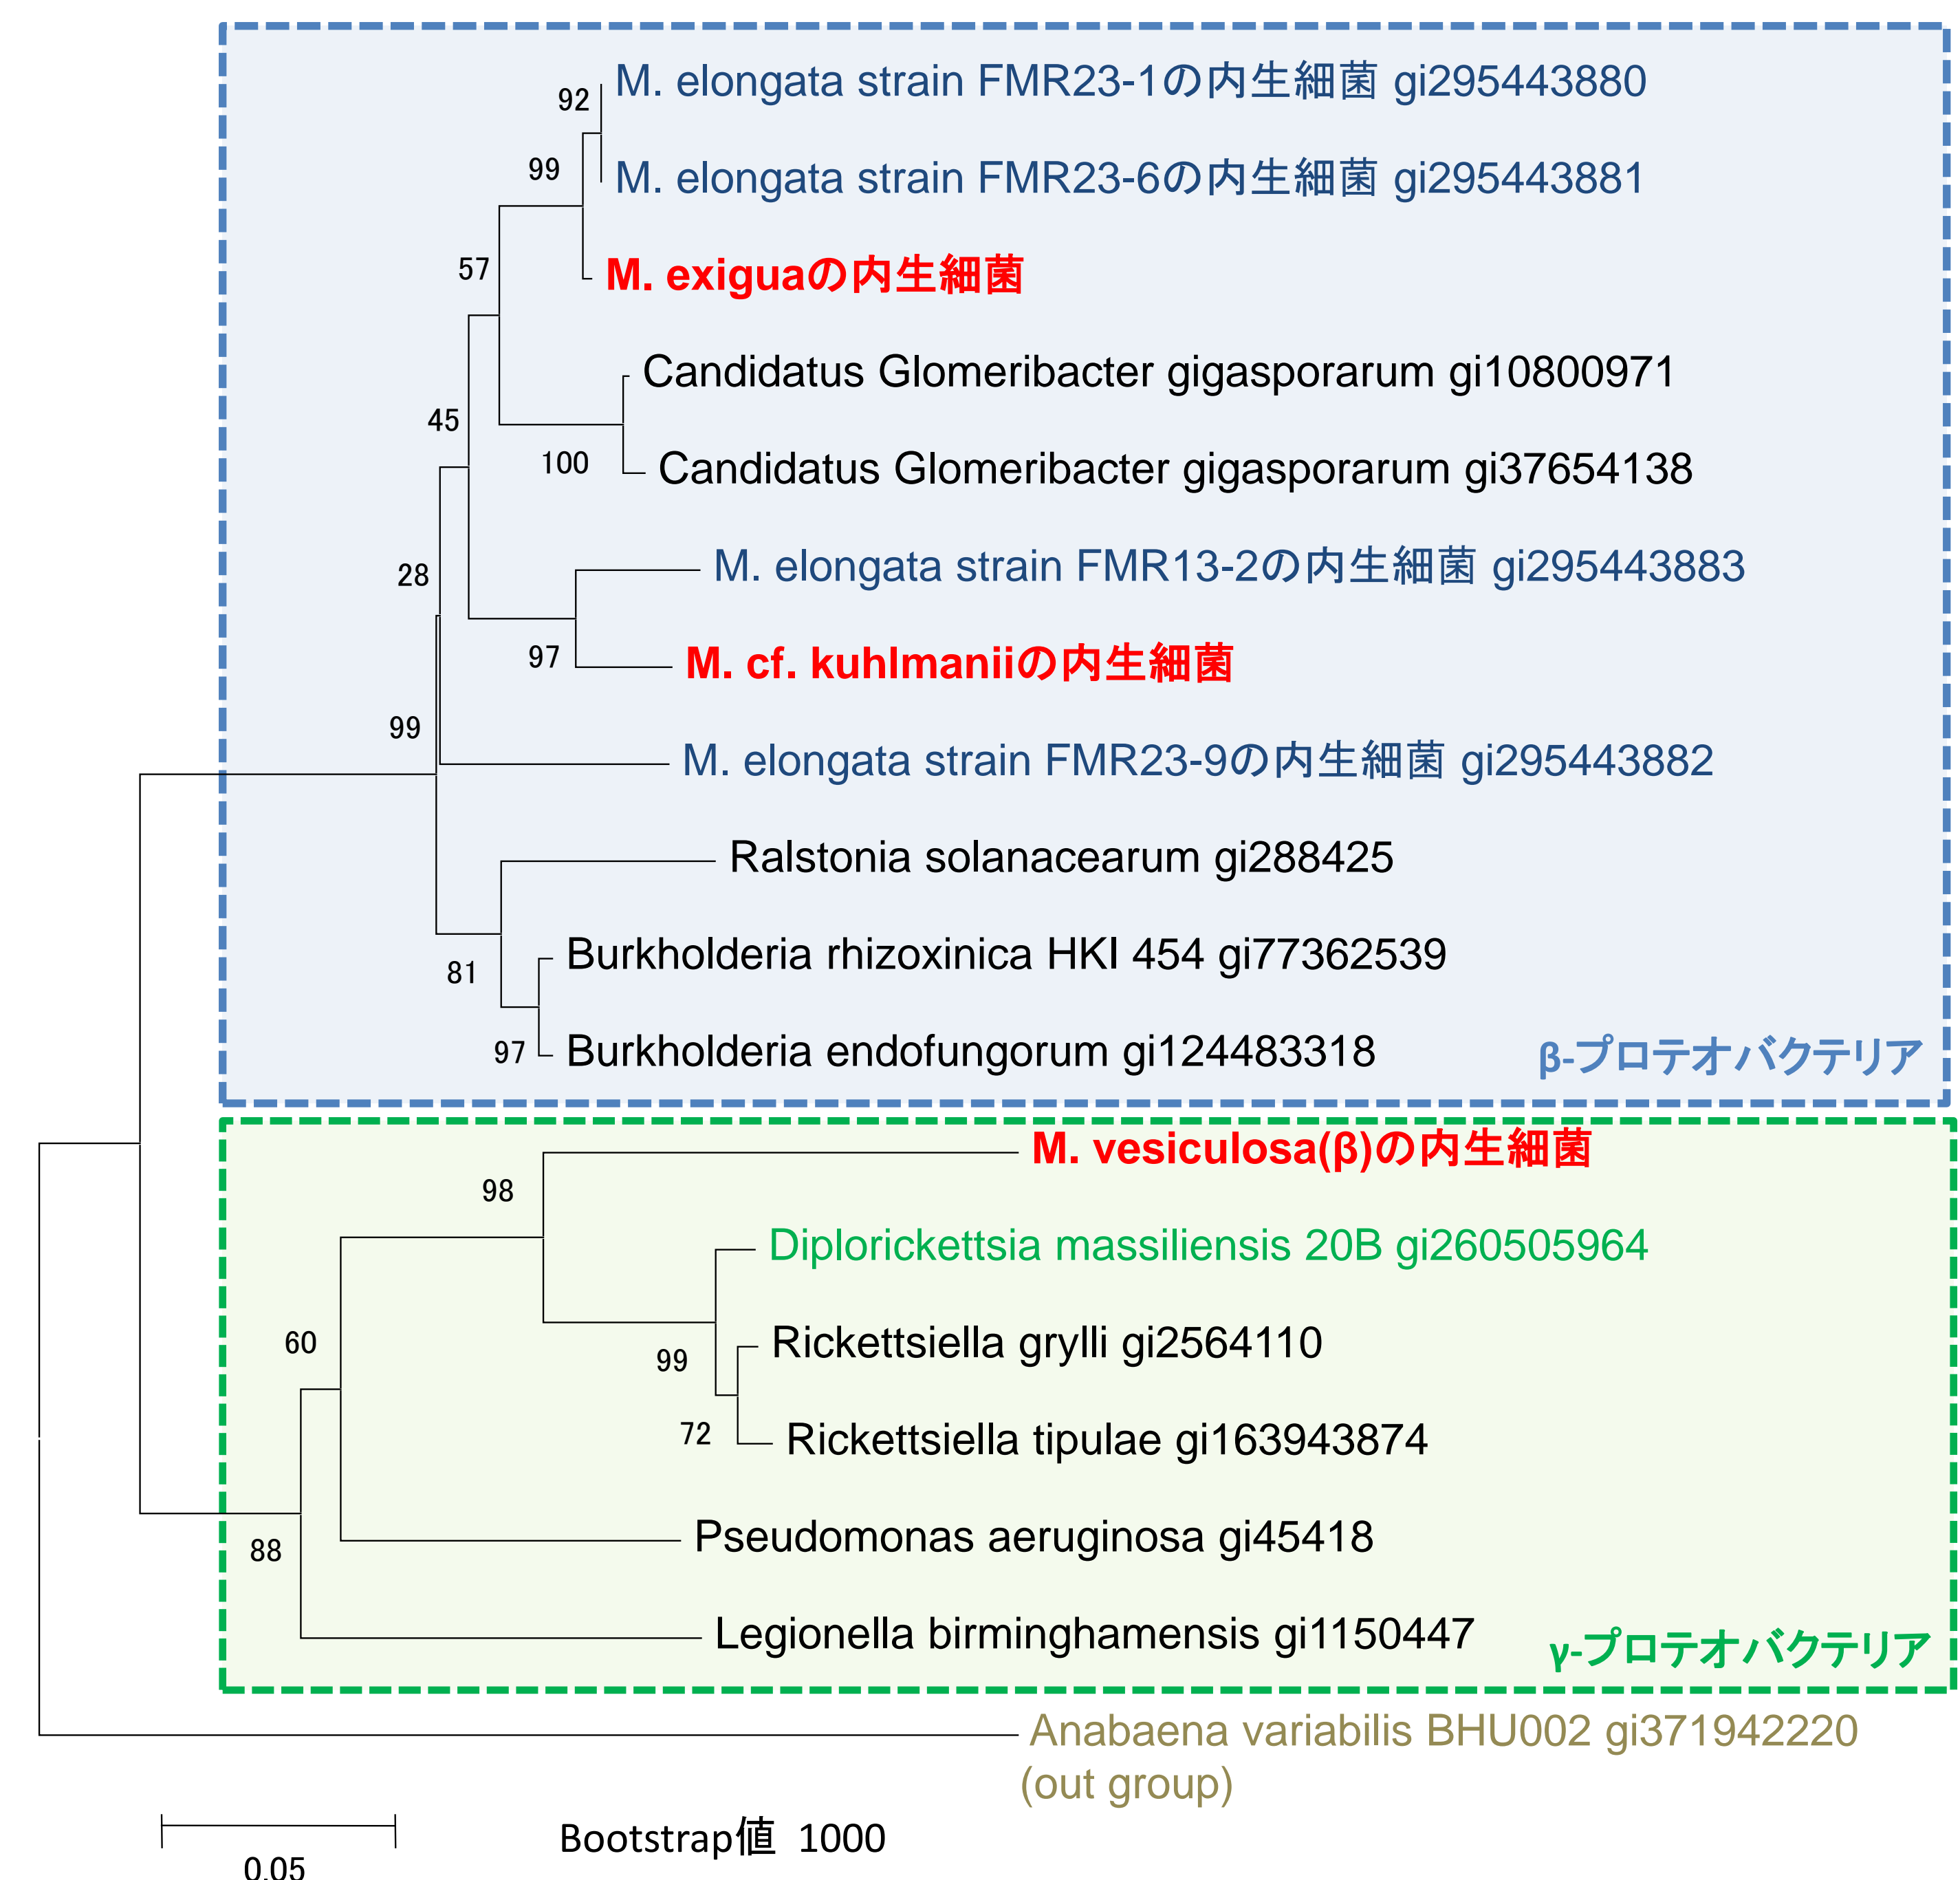 92
M. elongata strain FMR23-1の内生細菌 gi295443880
99
M. elongata strain FMR23-6の内生細菌 gi295443881
57
M. exiguaの内生細菌
Candidatus Glomeribacter gigasporarum gi10800971
45
100
Candidatus Glomeribacter gigasporarum gi37654138
28
M. elongata strain FMR13-2の内生細菌 gi295443883
97
M. cf. kuhlmaniiの内生細菌
99
M. elongata strain FMR23-9の内生細菌 gi295443882
Ralstonia solanacearum gi288425
81
Burkholderia rhizoxinica HKI 454 gi77362539
97
Burkholderia endofungorum gi124483318
β-プロテオバクテリア
M. vesiculosa(β)の内生細菌
98
Diplorickettsia massiliensis 20B gi260505964
60
Rickettsiella grylli gi2564110
99
72
Rickettsiella tipulae gi163943874
88
Pseudomonas aeruginosa gi45418
Legionella birminghamensis gi1150447
γ-プロテオバクテリア
Anabaena variabilis BHU002 gi371942220
(out group)
0.05
Bootstrap値 1000